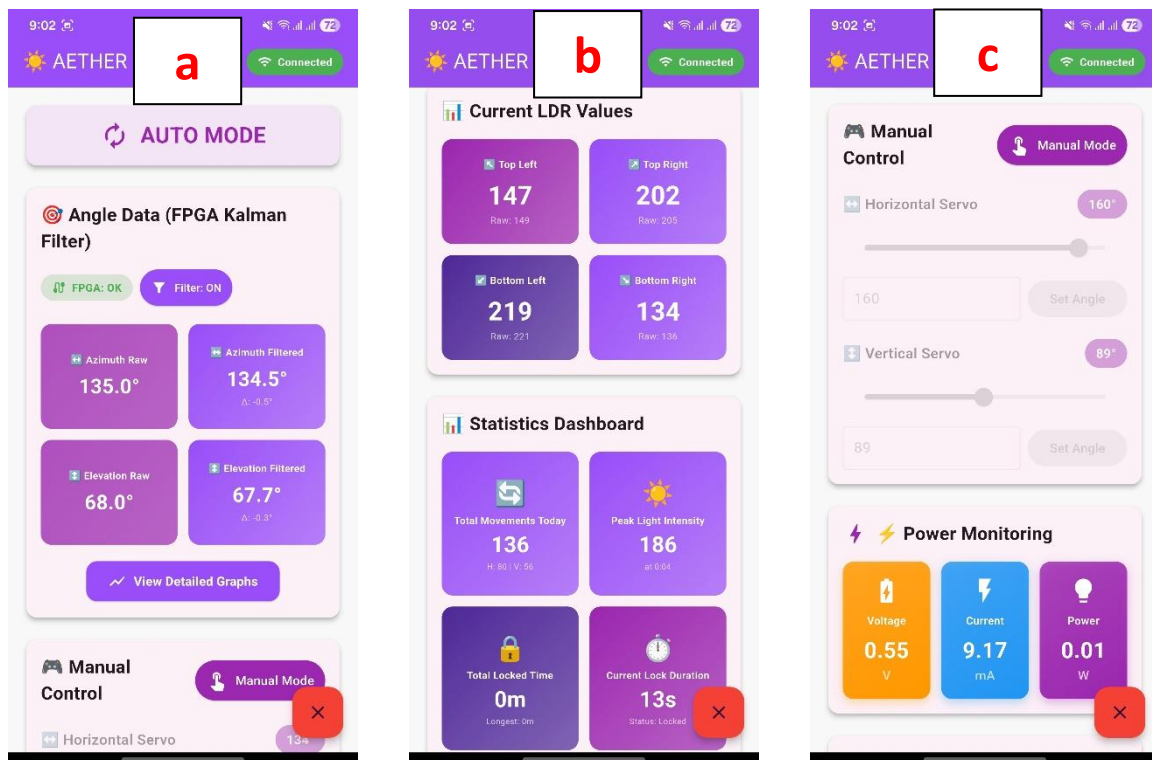 9:02
72
AETHER
a
Connected
AUTO MODE
Angle Data (FPGA Kalman
Filter)
FPGA: OK
Filter: ON
Azimuth Raw
135.0°
Azimuth Filtered
134.5°
Δ: -0.5°
Elevation Raw
68.0°
Elevation Filtered
67.7°
Δ: -0.3°
View Detailed Graphs
Manual
Control
Manual Mode
Horizontal Servo
134°
9:02
72
AETHER
b
Connected
Current LDR Values
Top Left
147
Raw: 149
Top Right
202
Raw: 205
Bottom Left
219
Raw: 221
Bottom Right
134
Raw: 136
Statistics Dashboard
Total Movements Today
136
H: 80 | V: 56
Peak Light Intensity
186
at 0:04
Total Locked Time
0m
Longest: 0m
Current Lock Duration
13s
Status: Locked
9:02
72
AETHER
c
Connected
Manual
Control
Manual Mode
Horizontal Servo
160°
160
Set Angle
Vertical Servo
89°
89
Set Angle
Power Monitoring
Voltage
0.55
V
Current
9.17
mA
Power
0.01
W